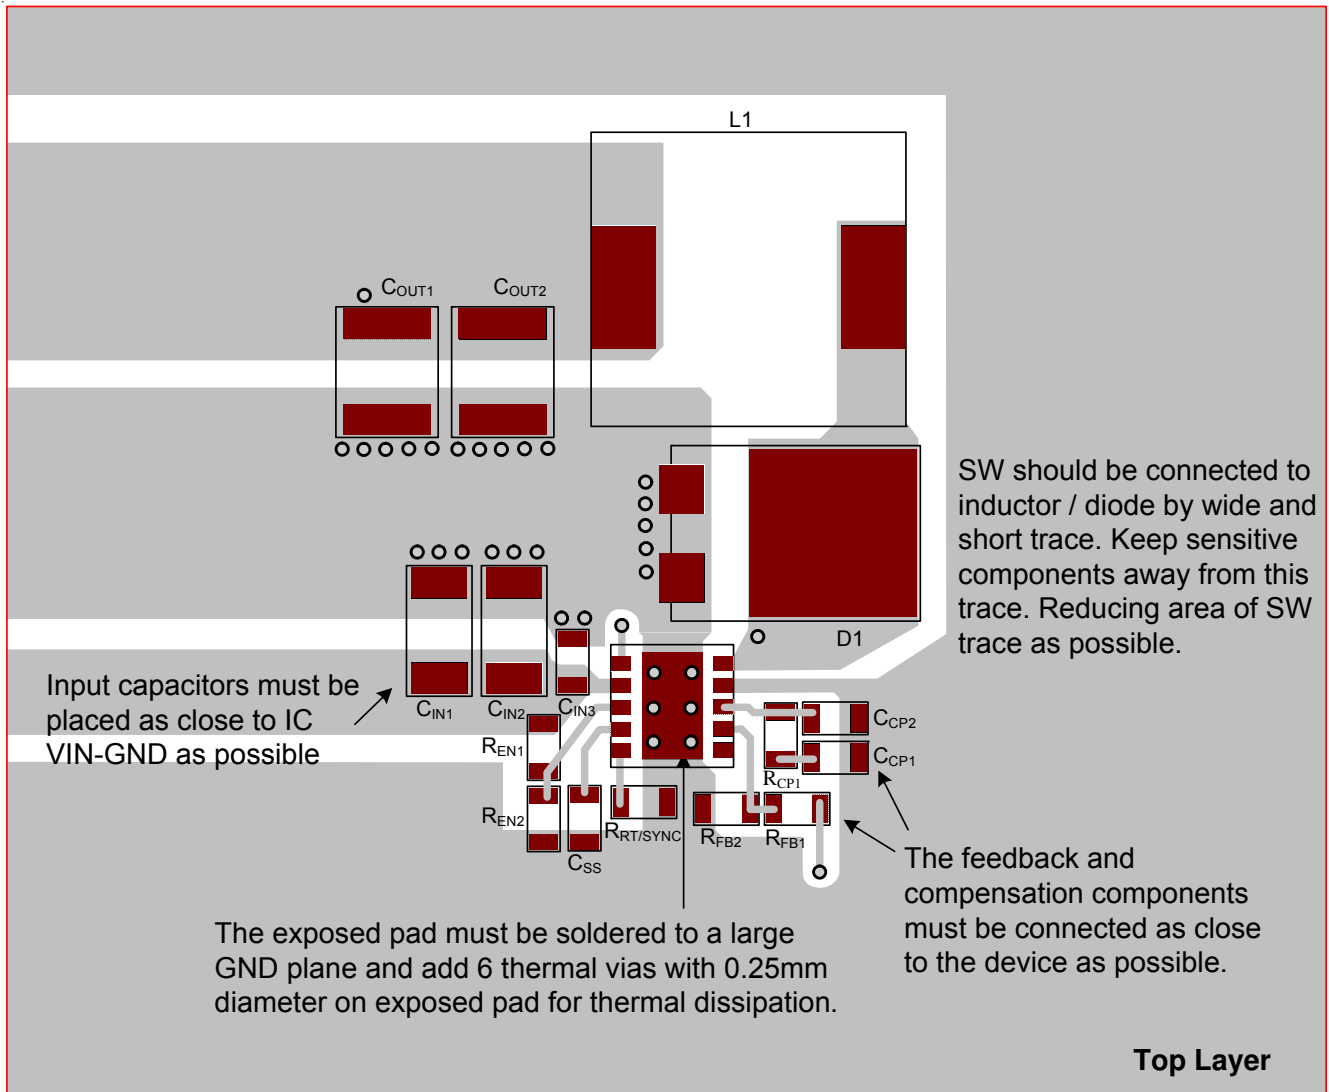 L1
COUT1
COUT2
SW should be connected to
inductor / diode by wide and
short trace. Keep sensitive
components away from this
trace. Reducing area of SW
trace as possible.
D1
Input capacitors must be
placed as close to IC
VIN-GND as possible
CIN1
CIN2
CIN3
REN1
REN2
CSS
RRT/SYNC
RFB2
RFB1
RCP1
CCP2
CCP1
The feedback and
compensation components
must be connected as close
to the device as possible.
The exposed pad must be soldered to a large
GND plane and add 6 thermal vias with 0.25mm
diameter on exposed pad for thermal dissipation.
Top Layer